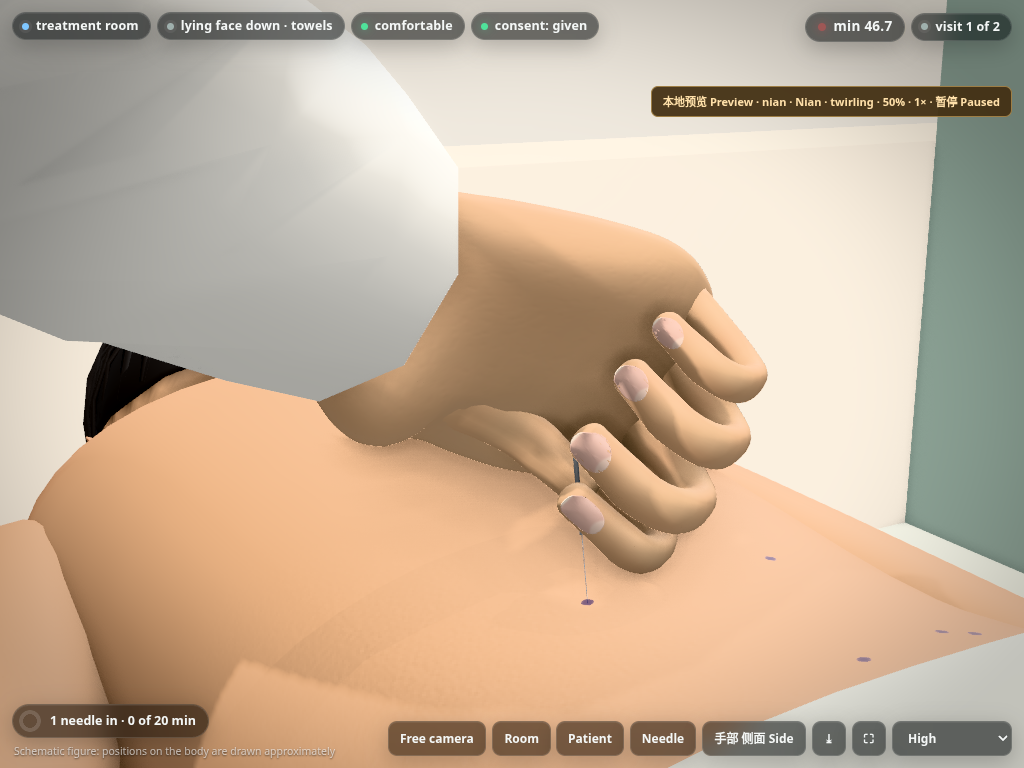 treatment room
lying face down · towels
comfortable
consent: given
min 46.7
visit 1 of 2
本地预览 Preview · nian · Nian · twirling · 50% · 1× · 暂停 Paused
1 needle in · 0 of 20 min
Schematic figure: positions on the body are drawn approximately
Free camera
Room
Patient
Needle
手部 侧面 Side
High